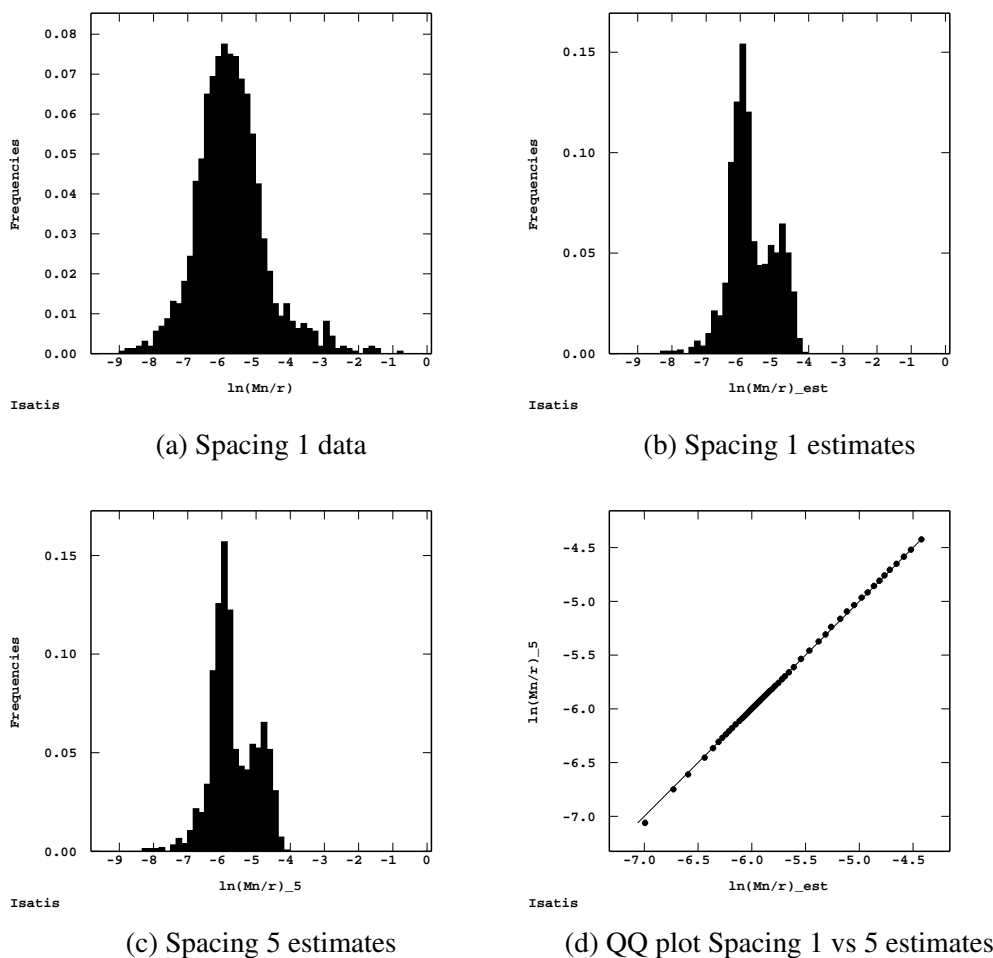 0.08
0.07
0.06
0.05
0.04
0.03
0.02
0.01
0.00
Frequencies
-9 -8 -7 -6 -5 -4 -3 -2 -1 0
ln(Mn/r)
Isatis
(a) Spacing 1 data
0.15
0.10
0.05
0.00
Frequencies
-9 -8 -7 -6 -5 -4 -3 -2 -1 0
ln(Mn/r)_est
Isatis
(b) Spacing 1 estimates
0.15
0.10
0.05
0.00
Frequencies
-9 -8 -7 -6 -5 -4 -3 -2 -1 0
ln(Mn/r)_5
Isatis
(c) Spacing 5 estimates
-4.5
-5.0
-5.5
-6.0
-6.5
-7.0
ln(Mn/r)_5
-7.0 -6.5 -6.0 -5.5 -5.0 -4.5
ln(Mn/r)_est
Isatis
(d) QQ plot Spacing 1 vs 5 estimates